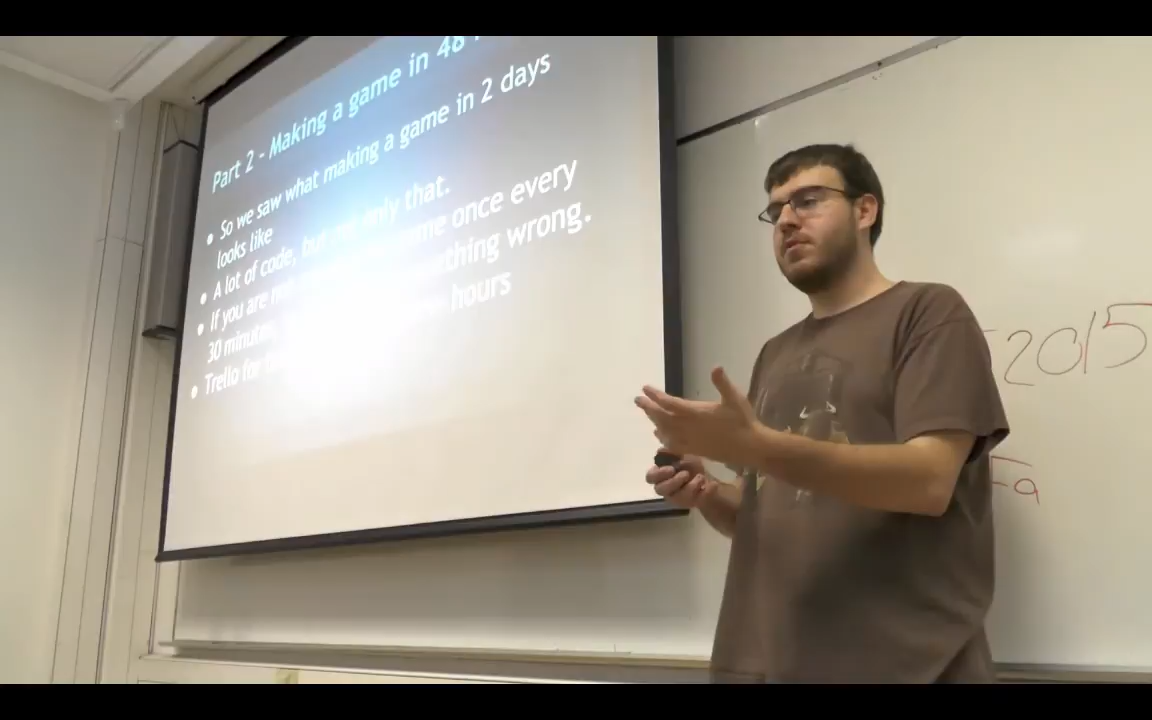 Part 2 - Making a game in 48
So we saw what making a game in 2 days
looks like
A lot of code, but not only that.
If you are not game once every
30 minutes, wrong.
Trello for hours
2015
Fa